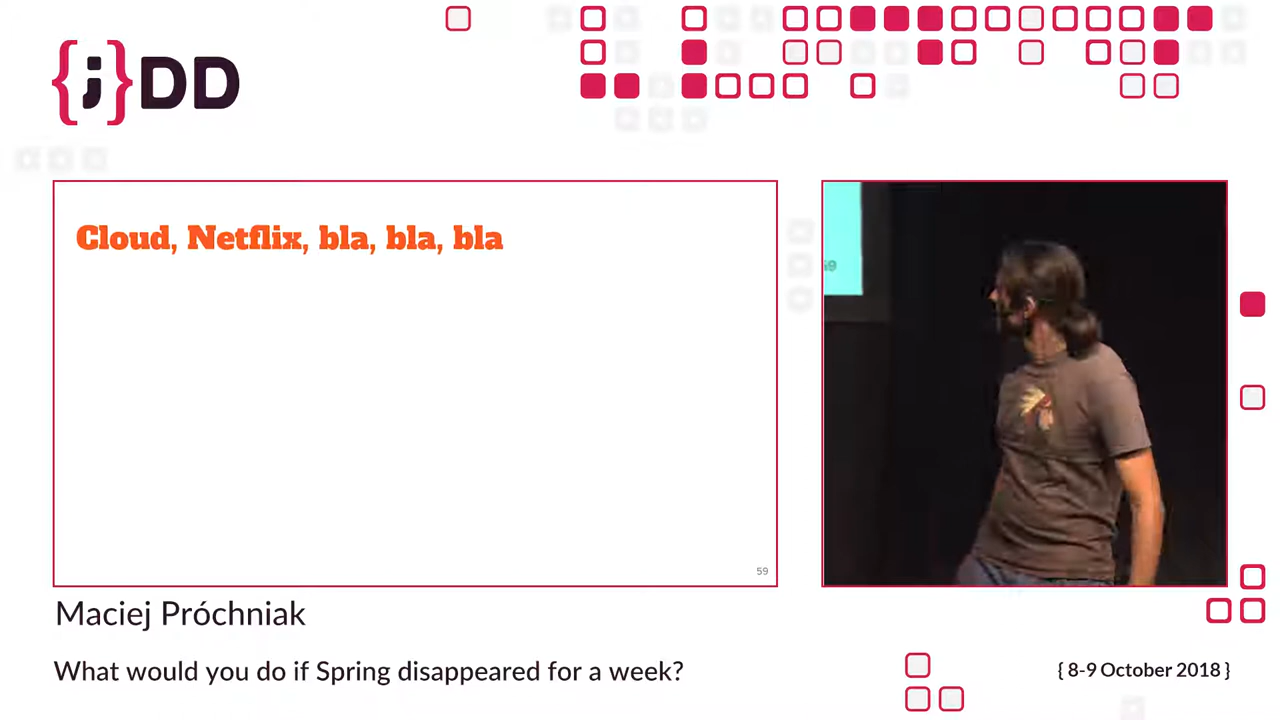 {j}DD
Cloud, Netflix, bla, bla, bla
59
69
Maciej Próchniak
What would you do if Spring disappeared for a week?
{ 8-9 October 2018 }